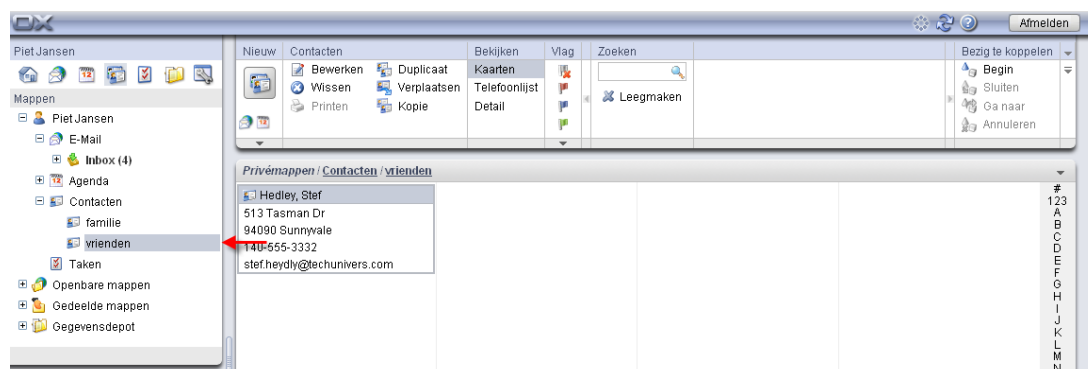 OX
Afmelden
Piet Jansen
Mappen
Piet Jansen
E-Mail
Inbox (4)
Agenda
Contacten
familie
vrienden
Taken
Openbare mappen
Gedeelde mappen
Gegevensdepot
Nieuw Contacten Bekijken Vlag Zoeken Bezig te koppelen
Bewerken Duplicaat Kaarten Begin
Wissen Verplaatsen Telefoonlijst Leegmaken Sluiten
Printen Kopie Detail Ga naar
Annuleren
Privémappen / Contacten / vrienden
Hedley, Stef
513 Tasman Dr
94090 Sunnyvale
140-555-3332
stef.heydly@techunivers.com
#
123
A
B
C
D
E
F
G
H
I
J
K
L
M
N